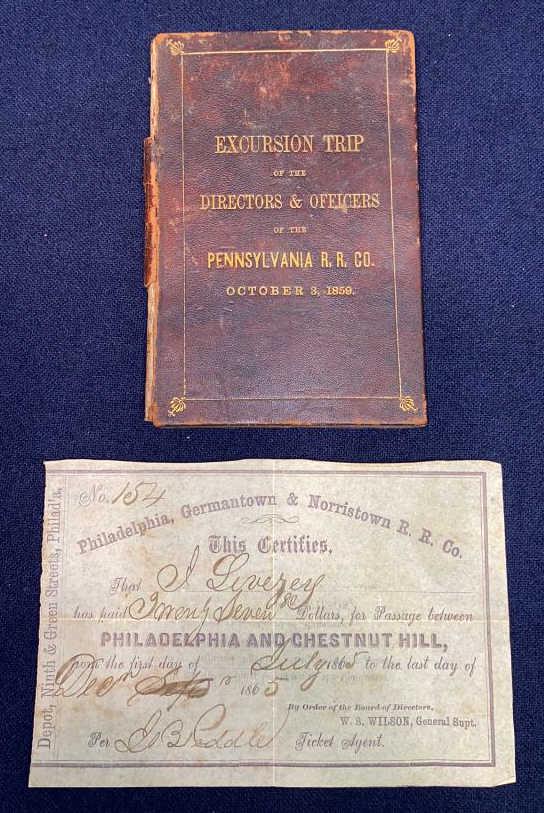 EXCURSION TRIP
OF THE
DIRECTORS & OFFICERS
OF THE
PENNSYLVANIA R. R. CO.
OCTOBER 3, 1859.
Depot, Ninth & Green Streets, Philad'a,
No. 154
Philadelphia, Germantown & Norristown R. R. Co.
This Certifies,
That J Livezey
has paid Twenty Seven Dollars, for Passage between
PHILADELPHIA AND CHESTNUT HILL,
from the first day of July 1865 to the last day of
Decr 1865
By Order of the Board of Directors,
W. S. WILSON, General Supt.
Per Ticket Agent.